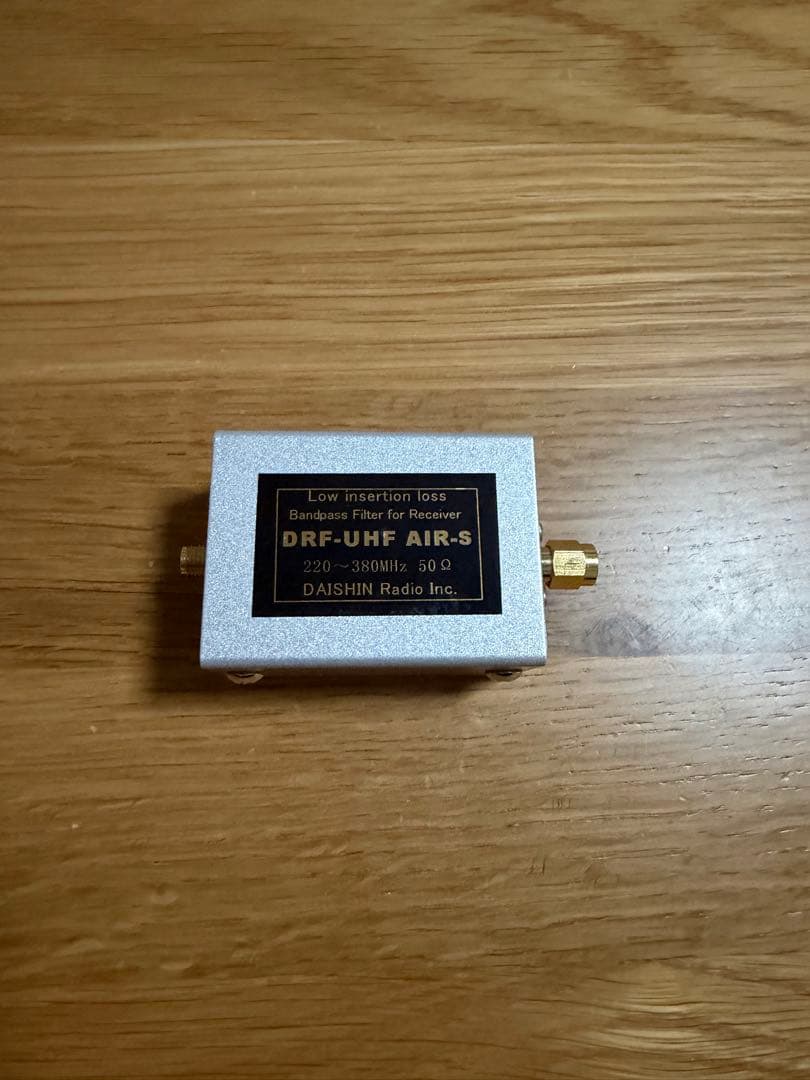 Low insertion loss
Bandpass Filter for Receiver
DRF-UHF AIR-S
220～380MHz 50Ω
DAISHIN Radio Inc.